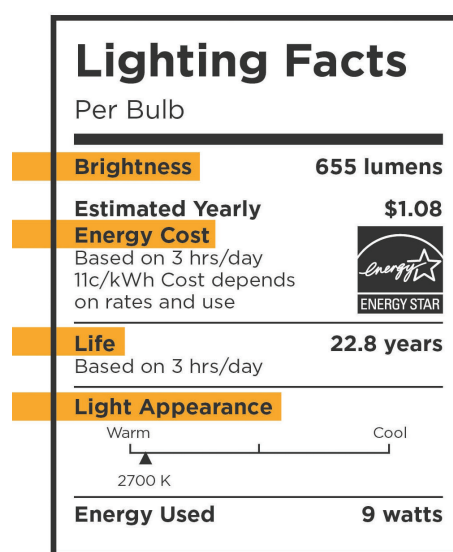 Lighting Facts
Per Bulb
Brightness 655 lumens
Estimated Yearly $1.08
Energy Cost
Based on 3 hrs/day
11c/kWh Cost depends
on rates and use
energy
ENERGY STAR
Life 22.8 years
Based on 3 hrs/day
Light Appearance
Warm Cool
2700 K
Energy Used 9 watts